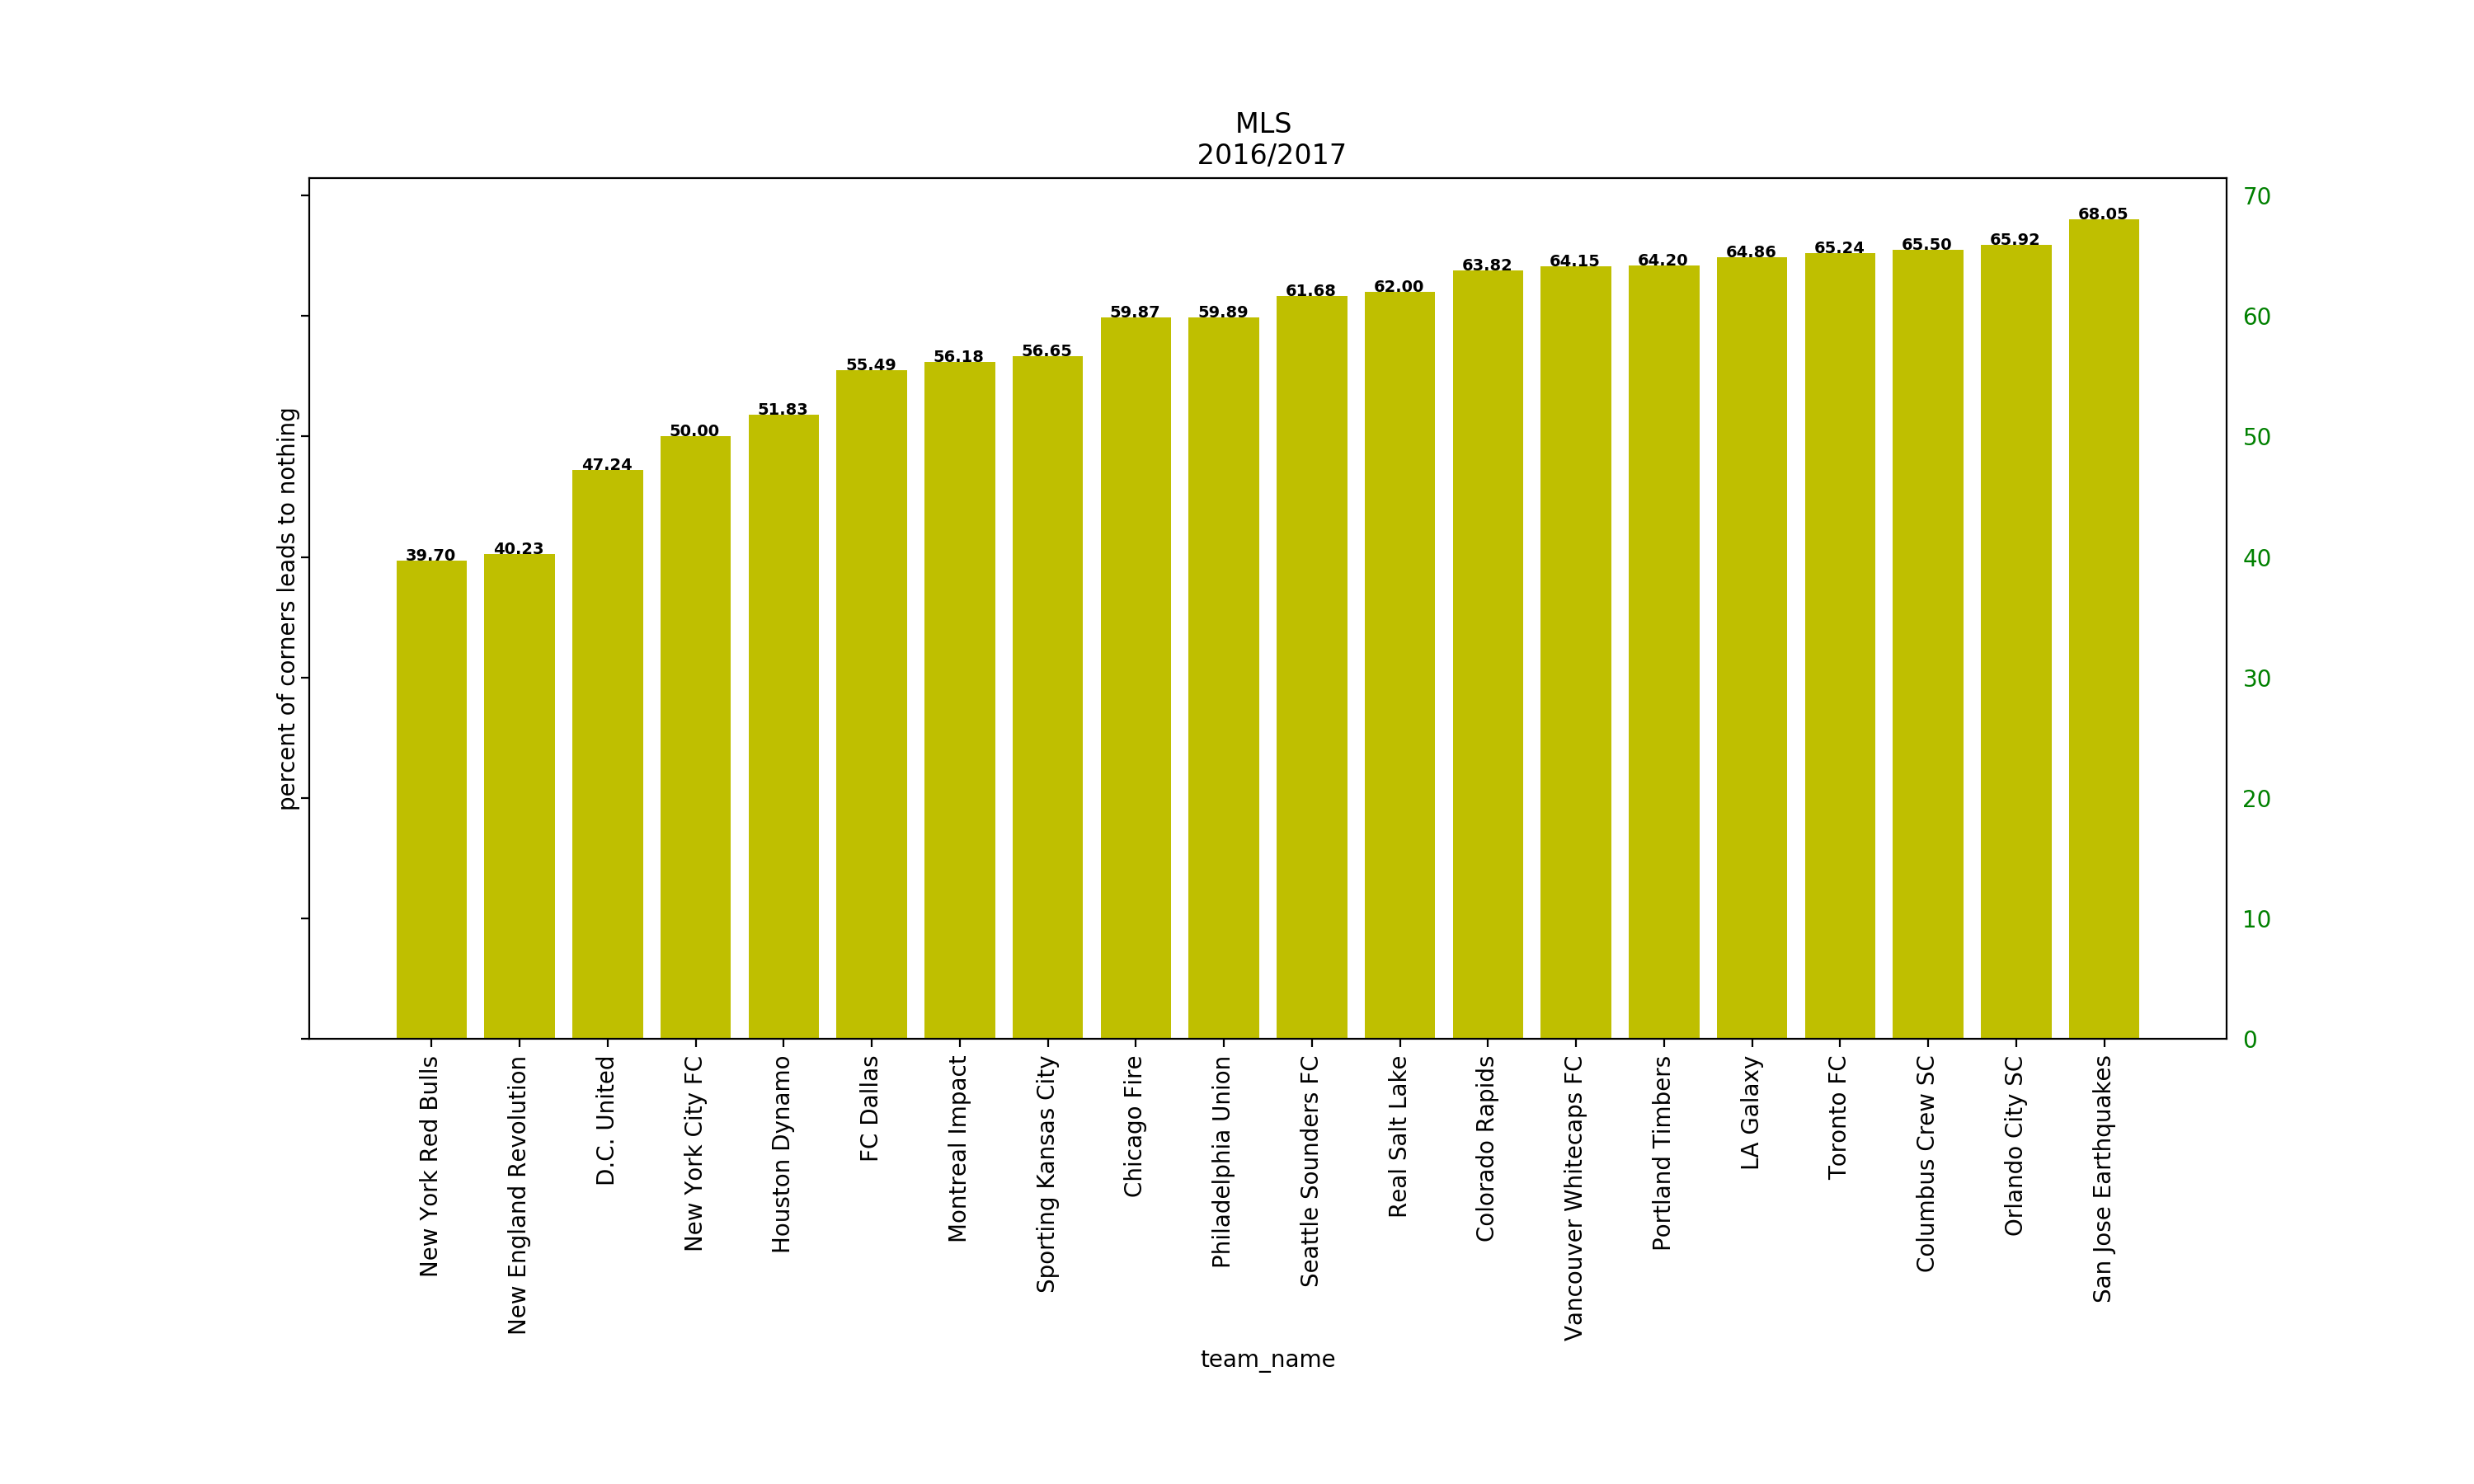 MLS
2016/2017
percent of corners leads to nothing
70
60
50
40
30
20
10
0
39.70
40.23
47.24
50.00
51.83
55.49
56.18
56.65
59.87
59.89
61.68
62.00
63.82
64.15
64.20
64.86
65.24
65.50
65.92
68.05
New York Red Bulls
New England Revolution
D.C. United
New York City FC
Houston Dynamo
FC Dallas
Montreal Impact
Sporting Kansas City
Chicago Fire
Philadelphia Union
Seattle Sounders FC
Real Salt Lake
Colorado Rapids
Vancouver Whitecaps FC
Portland Timbers
LA Galaxy
Toronto FC
Columbus Crew SC
Orlando City SC
San Jose Earthquakes
team_name